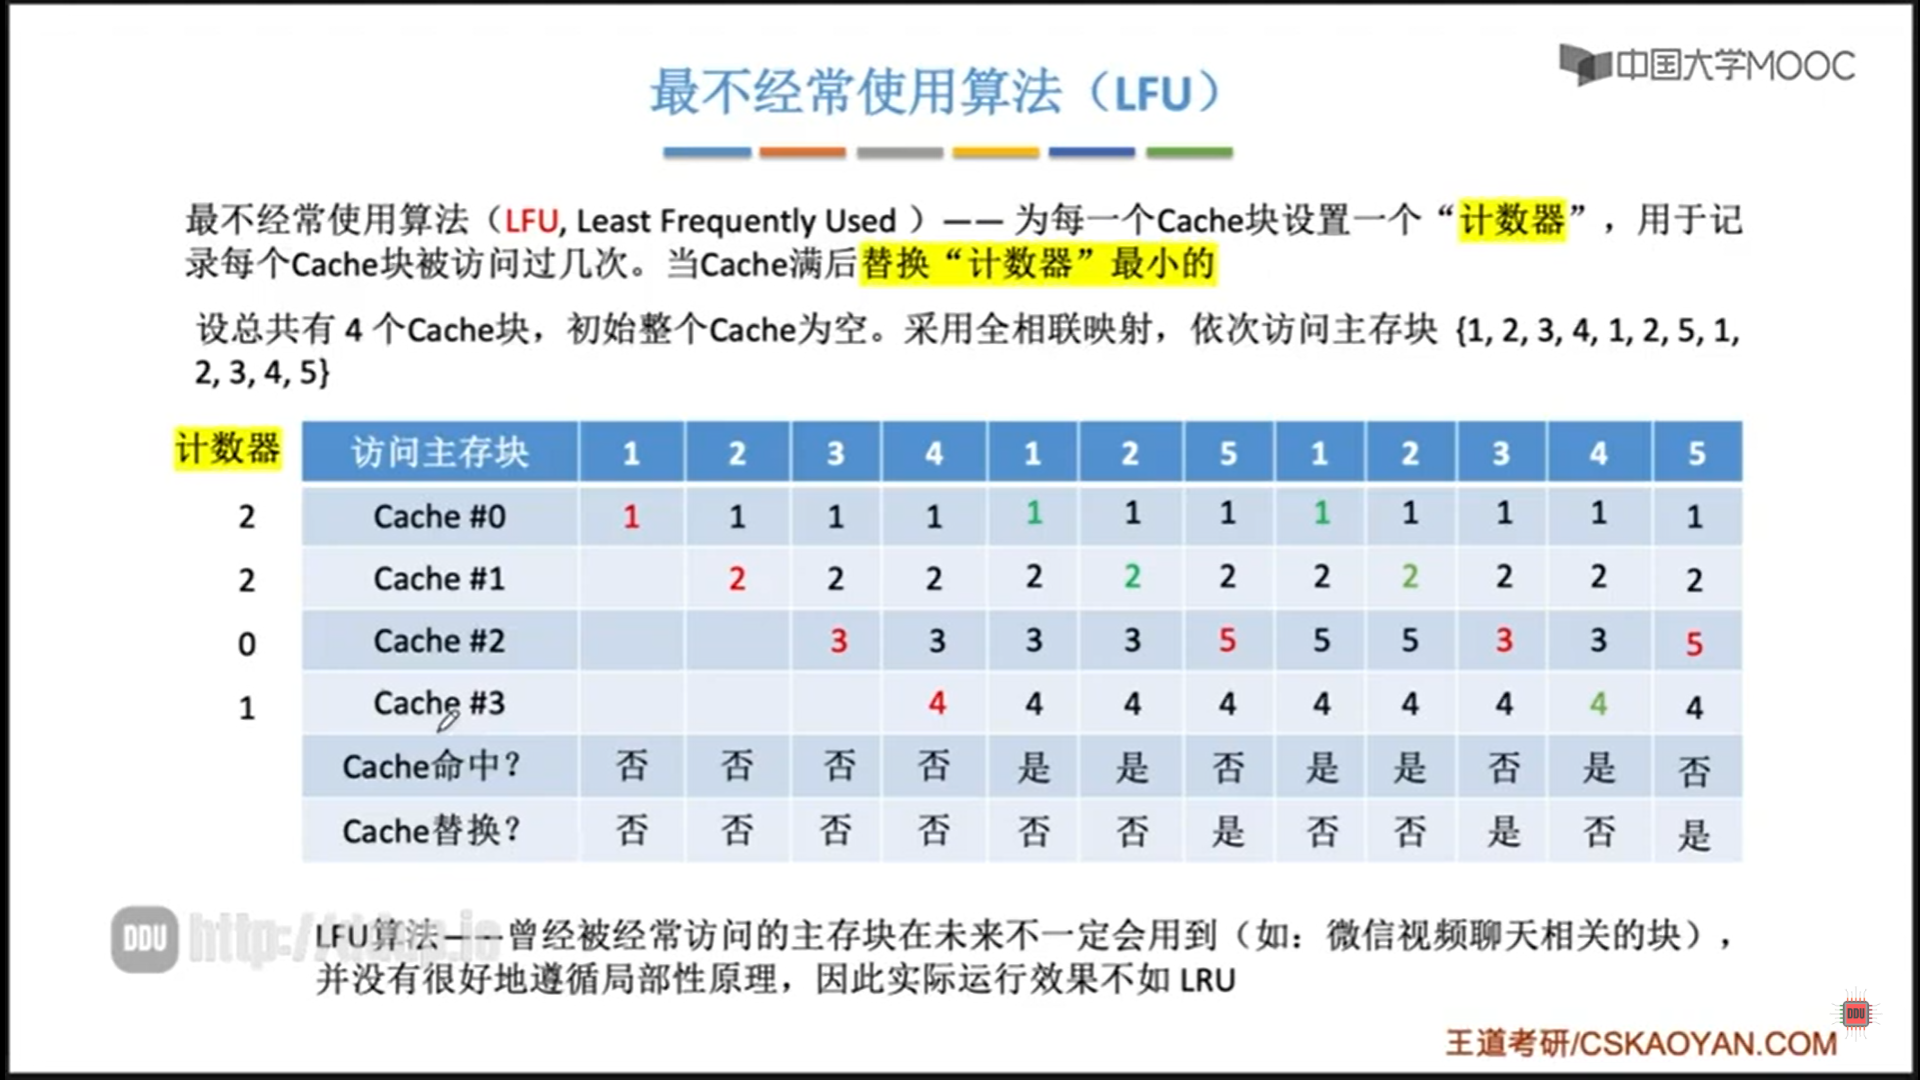 中国大学MOOC
最不经常使用算法（LFU）
最不经常使用算法（LFU, Least Frequently Used ）—— 为每一个Cache块设置一个“计数器”，用于记
录每个Cache块被访问过几次。当Cache满后替换“计数器”最小的
设总共有 4 个Cache块，初始整个Cache为空。采用全相联映射，依次访问主存块 {1, 2, 3, 4, 1, 2, 5, 1,
2, 3, 4, 5}
计数器 访问主存块 1 2 3 4 1 2 5 1 2 3 4 5
2 Cache #0 1 1 1 1 1 1 1 1 1 1 1 1
2 Cache #1 2 2 2 2 2 2 2 2 2 2 2
0 Cache #2 3 3 3 3 5 5 5 3 3 5
1 Cache #3 4 4 4 4 4 4 4 4 4
Cache命中？ 否 否 否 否 是 是 否 是 是 否 是 否
Cache替换？ 否 否 否 否 否 否 是 否 否 是 否 是
DDU
LFU算法——曾经被经常访问的主存块在未来不一定会用到（如：微信视频聊天相关的块），
并没有很好地遵循局部性原理，因此实际运行效果不如 LRU
DDU
王道考研/CSKAOYAN.COM